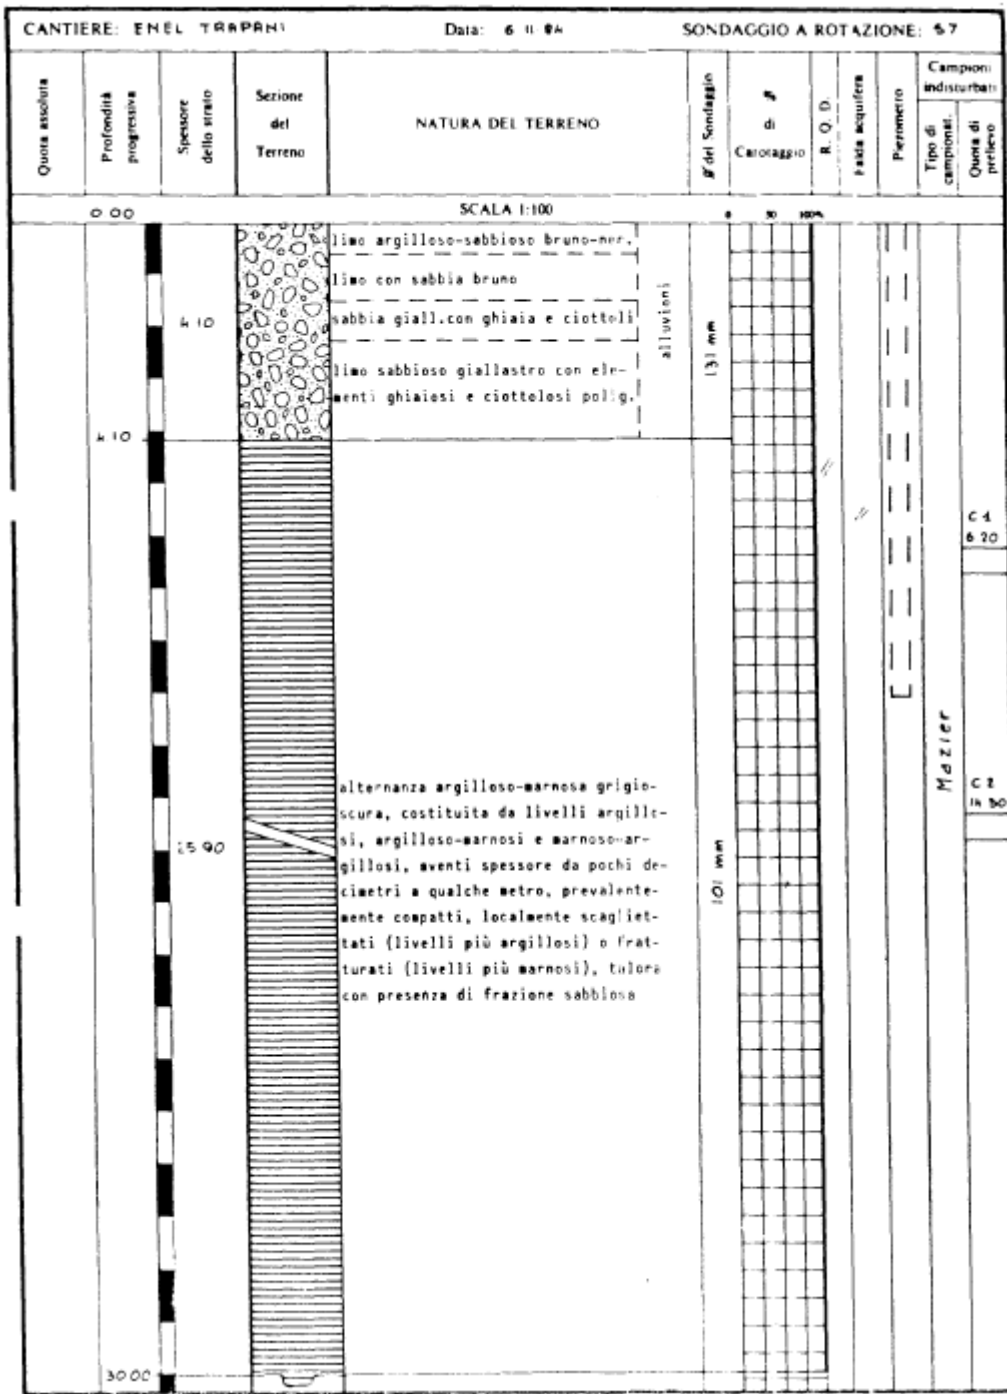 CANTIERE: ENEL TRAPANI Data: 6 11 84 SONDAGGIO A ROTAZIONE: S7
Quota assoluta
Profondità progressiva
Spessore dello strato
Sezione del Terreno
NATURA DEL TERRENO
Ø del Sondaggio
% di Carotaggio
R. Q. D.
Falda acquifera
Piezometro
Campioni indisturbati
Tipo di campionat.
Quota di prelievo
0 00 SCALA 1:100 0 50 100%
limo argilloso-sabbioso bruno-ner.
limo con sabbia bruno
4 10 sabbia giall.con ghiaia e ciottoli
limo sabbioso giallastro con ele-
menti ghiaiosi e ciottolosi polig.
alluvioni
131 mm
4 10
C 1
6 20
Mazier
C 2
alternanza argilloso-marnosa grigio-
scura, costituita da livelli argillo-
si, argilloso-marnosi e marnoso-ar-
25 90 gillosi, aventi spessore da pochi de-
cimetri a qualche metro, prevalente-
mente compatti, localmente scagliet-
tati (livelli più argillosi) o frat-
turati (livelli più marnosi), talora
con presenza di frazione sabbiosa
101 mm
30 00